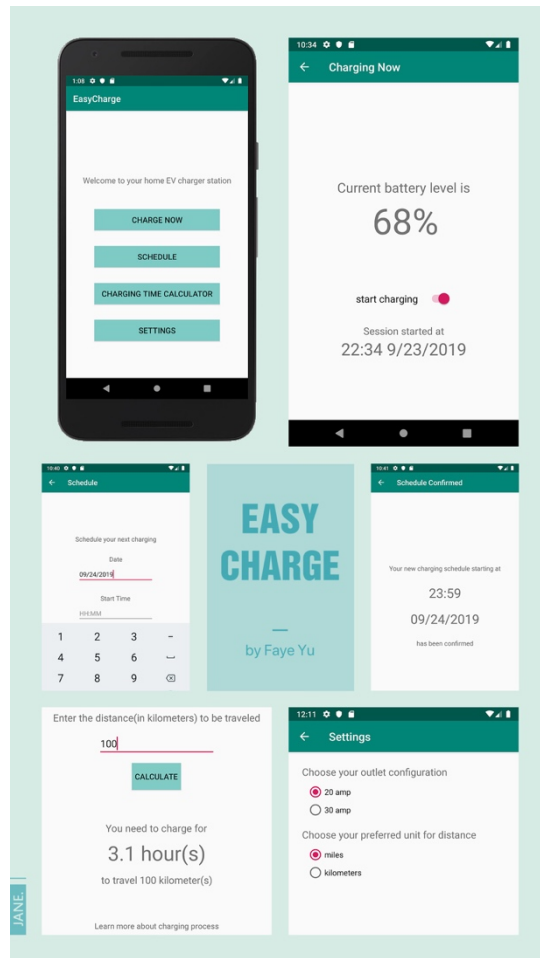 1:08
EasyCharge
Welcome to your home EV charger station
CHARGE NOW
SCHEDULE
CHARGING TIME CALCULATOR
SETTINGS
10:34
Charging Now
Current battery level is
68%
start charging
Session started at
22:34 9/23/2019
10:40
Schedule
Schedule your next charging
Date
09/24/2019
Start Time
HH:MM
1 2 3 -
4 5 6
7 8 9
EASY
CHARGE
by Faye Yu
10:41
Schedule Confirmed
Your new charging schedule starting at
23:59
09/24/2019
has been confirmed
Enter the distance(in kilometers) to be traveled
100
CALCULATE
You need to charge for
3.1 hour(s)
to travel 100 kilometer(s)
Learn more about charging process
12:11
Settings
Choose your outlet configuration
20 amp
30 amp
Choose your preferred unit for distance
miles
kilometers
JANE.